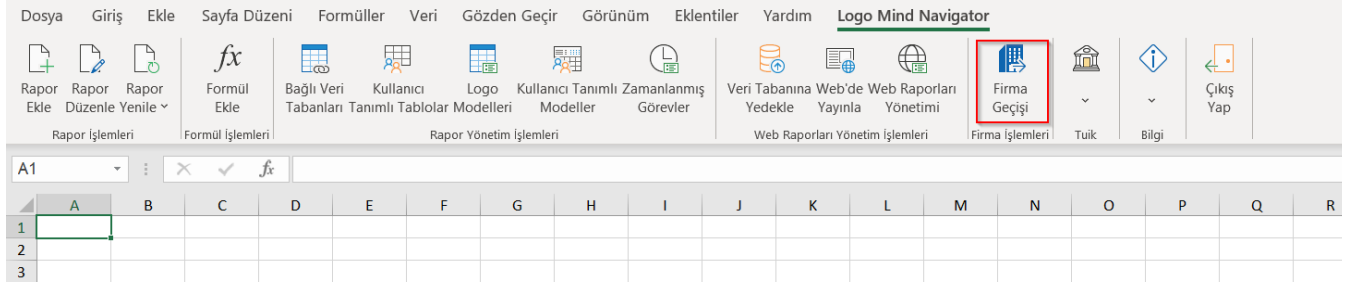 Dosya Giriş Ekle Sayfa Düzeni Formüller Veri Gözden Geçir Görünüm Eklentiler Yardım Logo Mind Navigator
fx
Rapor Rapor Rapor Formül Bağlı Veri Kullanıcı Logo Kullanıcı Tanımlı Zamanlanmış Veri Tabanına Web'de Web Raporları Firma Çıkış
Ekle Düzenle Yenile Ekle Tabanları Tanımlı Tablolar Modelleri Modeller Görevler Yedekle Yayınla Yönetimi Geçişi Yap
Rapor İşlemleri Formül İşlemleri Rapor Yönetim İşlemleri Web Raporları Yönetim İşlemleri Firma İşlemleri Tuik Bilgi
A1 fx
A B C D E F G H I J K L M N O P Q R
1
2
3